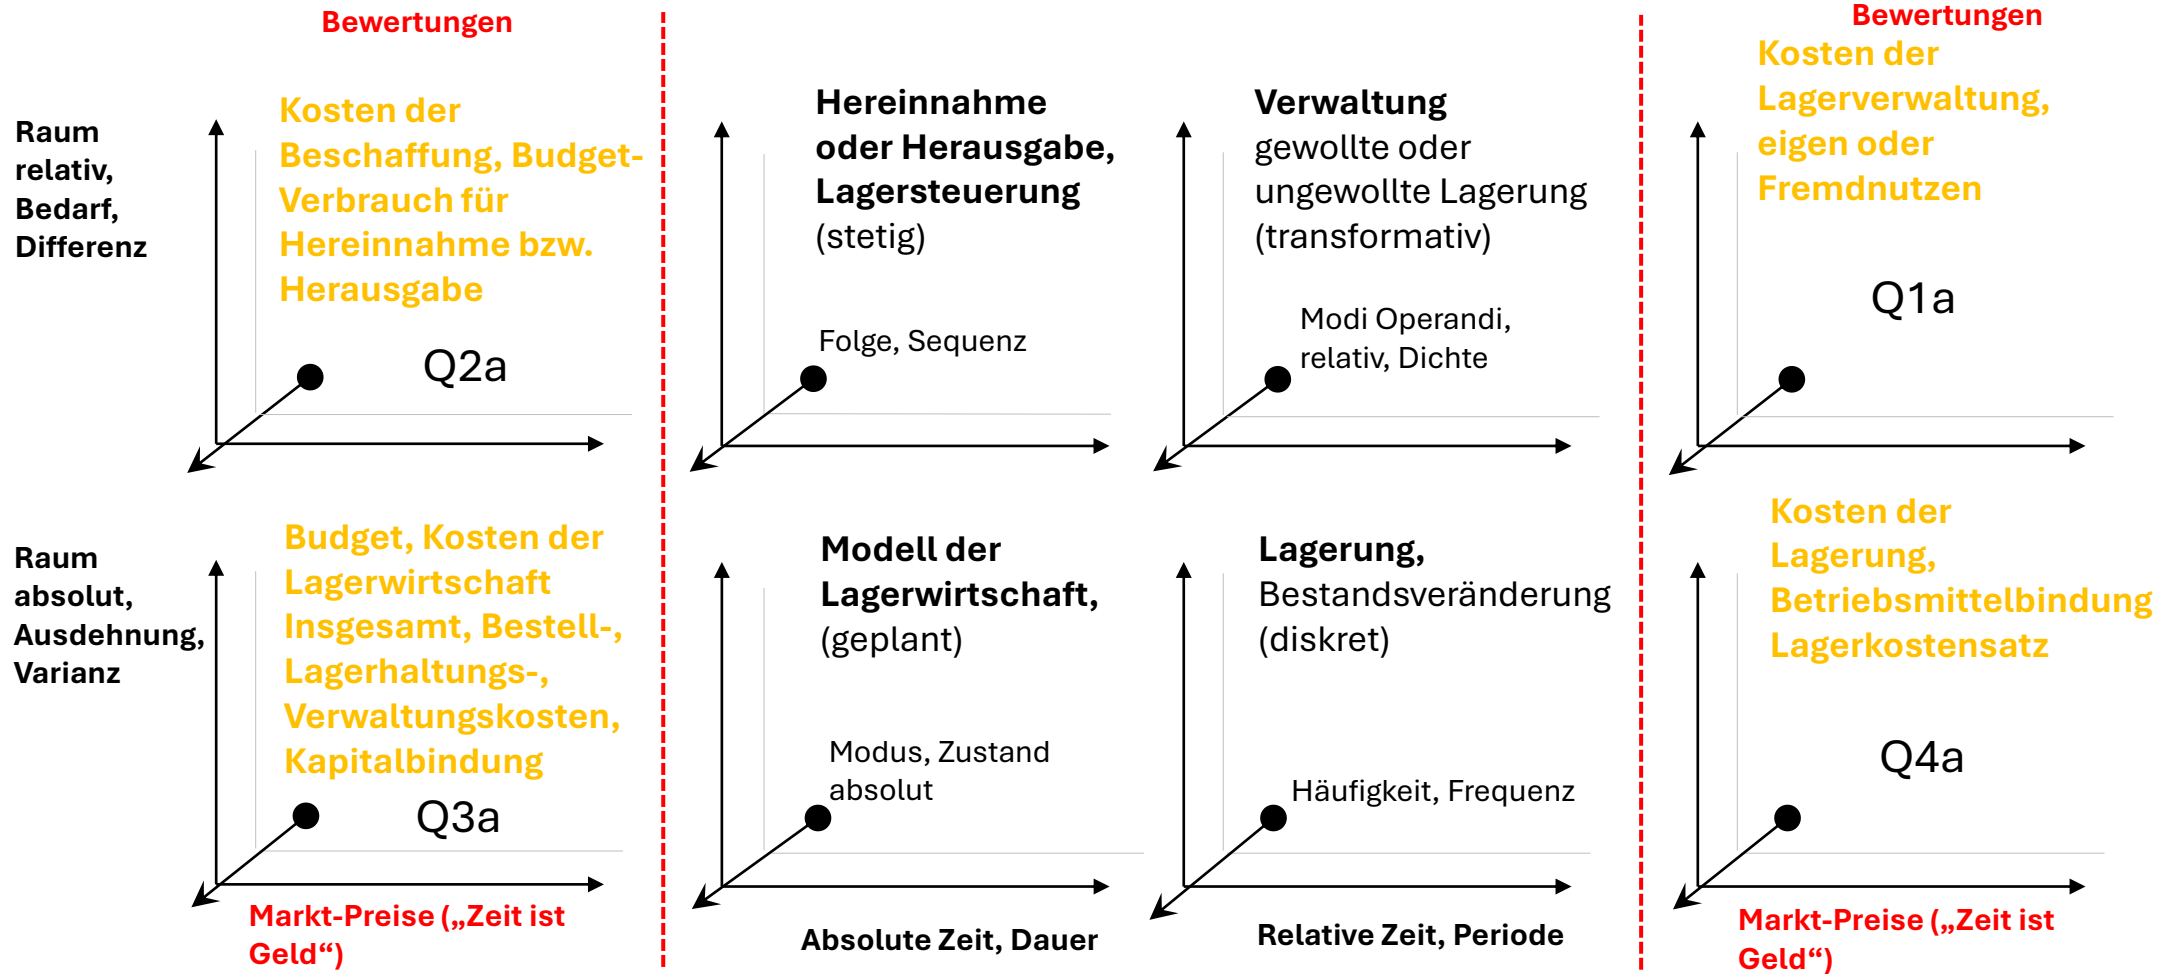 Bewertungen
Bewertungen
Raum
relativ,
Bedarf,
Differenz
Kosten der
Beschaffung, Budget-
Verbrauch für
Hereinnahme bzw.
Herausgabe
Q2a
Hereinnahme
oder Herausgabe,
Lagersteuerung
(stetig)
Folge, Sequenz
Verwaltung
gewollte oder
ungewollte Lagerung
(transformativ)
Modi Operandi,
relativ, Dichte
Kosten der
Lagerverwaltung,
eigen oder
Fremdnutzen
Q1a
Raum
absolut,
Ausdehnung,
Varianz
Budget, Kosten der
Lagerwirtschaft
Insgesamt, Bestell-,
Lagerhaltungs-,
Verwaltungskosten,
Kapitalbindung
Q3a
Modell der
Lagerwirtschaft,
(geplant)
Modus, Zustand
absolut
Lagerung,
Bestandsveränderung
(diskret)
Häufigkeit, Frequenz
Kosten der
Lagerung,
Betriebsmittelbindung
Lagerkostensatz
Q4a
Markt-Preise („Zeit ist
Geld“)
Absolute Zeit, Dauer
Relative Zeit, Periode
Markt-Preise („Zeit ist
Geld“)